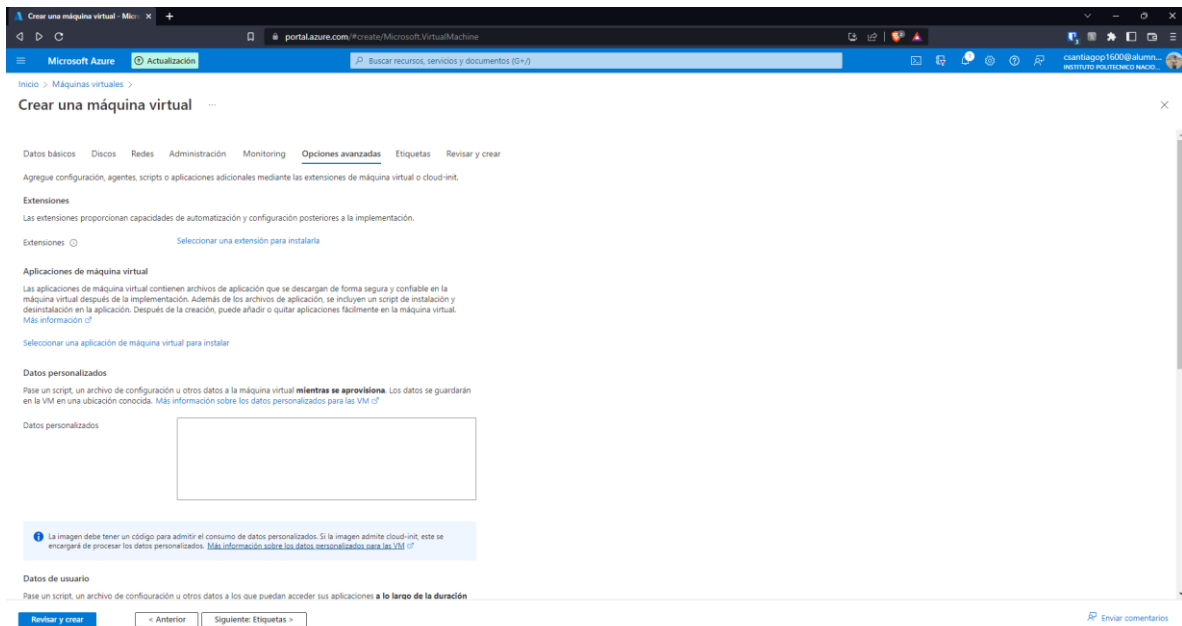 Crear una máquina virtual - Micr
portal.azure.com/#create/Microsoft.VirtualMachine
Microsoft Azure
Actualización
Buscar recursos, servicios y documentos (G+/)
csantiagop1600@alumn...
INSTITUTO POLITECNICO NACIO...
Inicio > Máquinas virtuales >
Crear una máquina virtual ...
Datos básicos Discos Redes Administración Monitoring Opciones avanzadas Etiquetas Revisar y crear
Agregue configuración, agentes, scripts o aplicaciones adicionales mediante las extensiones de máquina virtual o cloud-init.
Extensiones
Las extensiones proporcionan capacidades de automatización y configuración posteriores a la implementación.
Extensiones Seleccionar una extensión para instalarla
Aplicaciones de máquina virtual
Las aplicaciones de máquina virtual contienen archivos de aplicación que se descargan de forma segura y confiable en la
máquina virtual después de la implementación. Además de los archivos de aplicación, se incluyen un script de instalación y
desinstalación en la aplicación. Después de la creación, puede añadir o quitar aplicaciones fácilmente en la máquina virtual.
Más información
Seleccionar una aplicación de máquina virtual para instalar
Datos personalizados
Pase un script, un archivo de configuración u otros datos a la máquina virtual mientras se aprovisiona. Los datos se guardarán
en la VM en una ubicación conocida. Más información sobre los datos personalizados para las VM
Datos personalizados
La imagen debe tener un código para admitir el consumo de datos personalizados. Si la imagen admite cloud-init, este se
encargará de procesar los datos personalizados. Más información sobre los datos personalizados para las VM
Datos de usuario
Pase un script, un archivo de configuración u otros datos a los que puedan acceder sus aplicaciones a lo largo de la duración
Revisar y crear < Anterior Siguiente: Etiquetas > Enviar comentarios